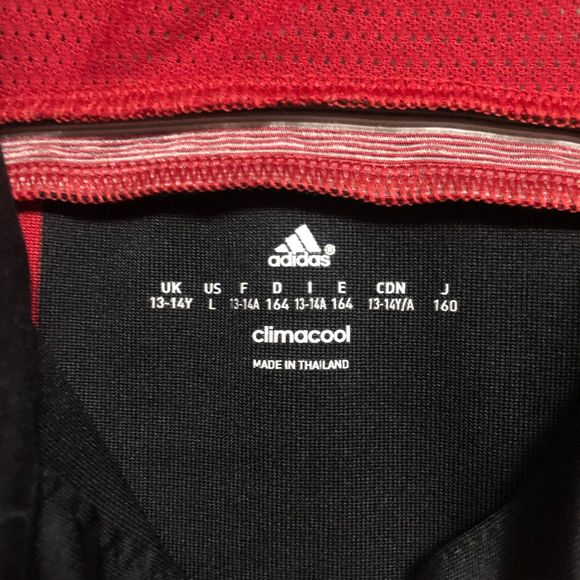 adidas®
UK US F D I E CDN J
13-14Y L 13-14A 164 13-14A 164 13-14Y/A 160
climacool
MADE IN THAILAND